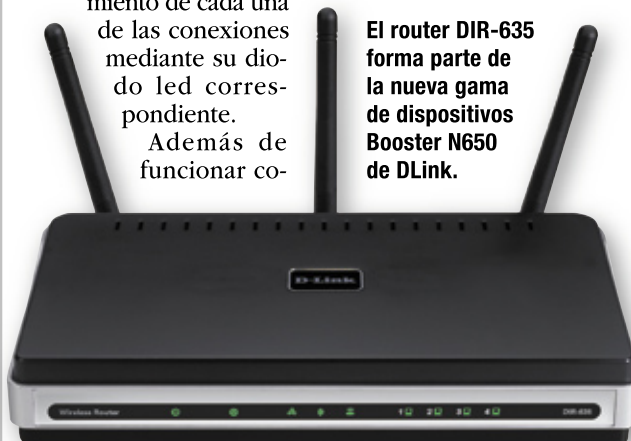 miento de cada una
de las conexiones
mediante su dio-
do led corres-
pondiente.
Además de
funcionar co-
El router DIR-635
forma parte de
la nueva gama
de dispositivos
Booster N650
de DLink.
D-Link
Wireless Router
1 2 3 4
DIR-635